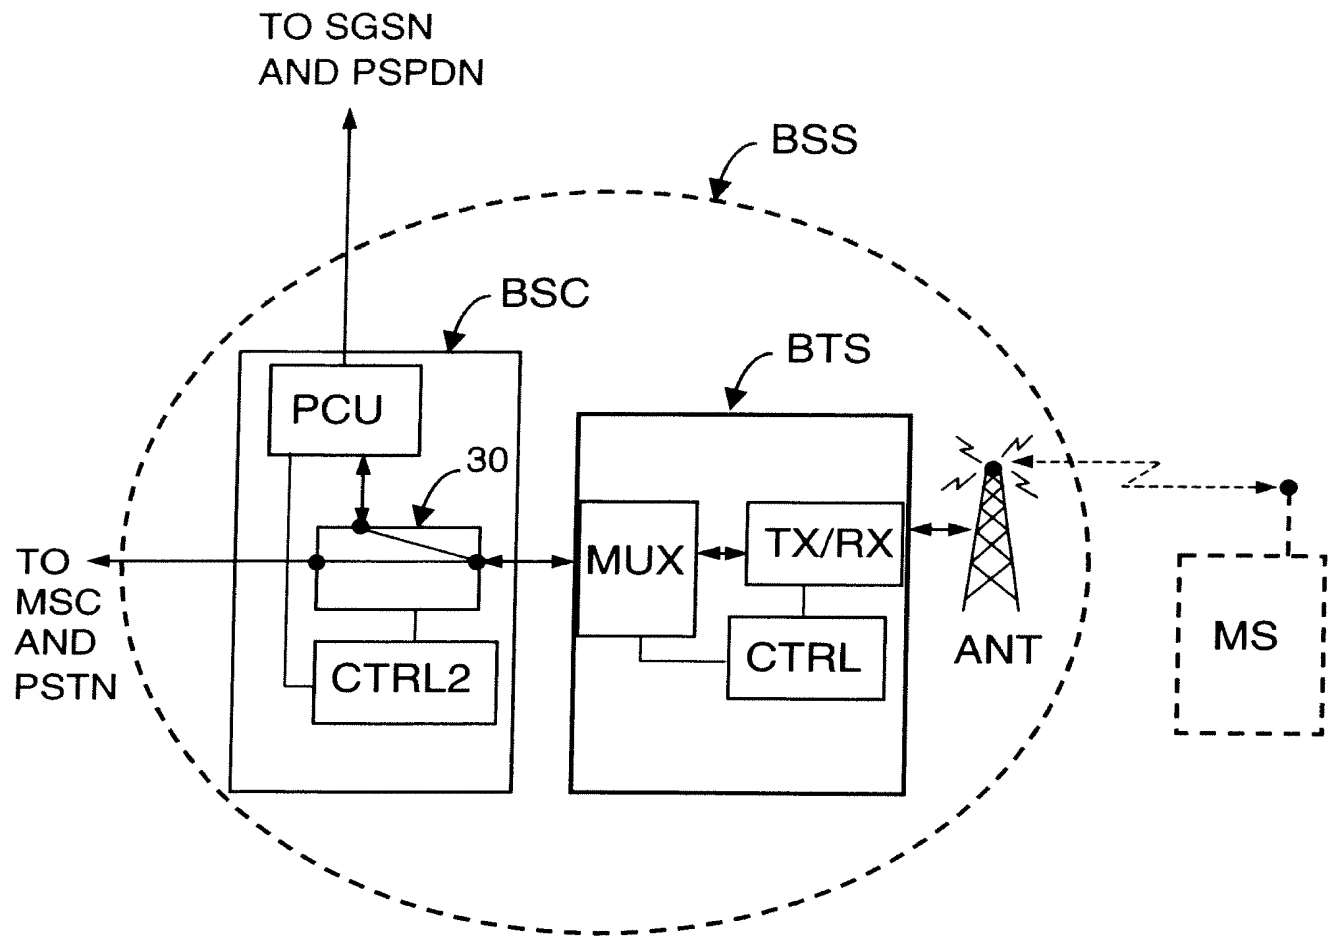 TO SGSN
AND PSPDN
BSS
BSC
BTS
PCU
30
TO
MSC
AND
PSTN
MUX
TX/RX
CTRL2
CTRL
ANT
MS